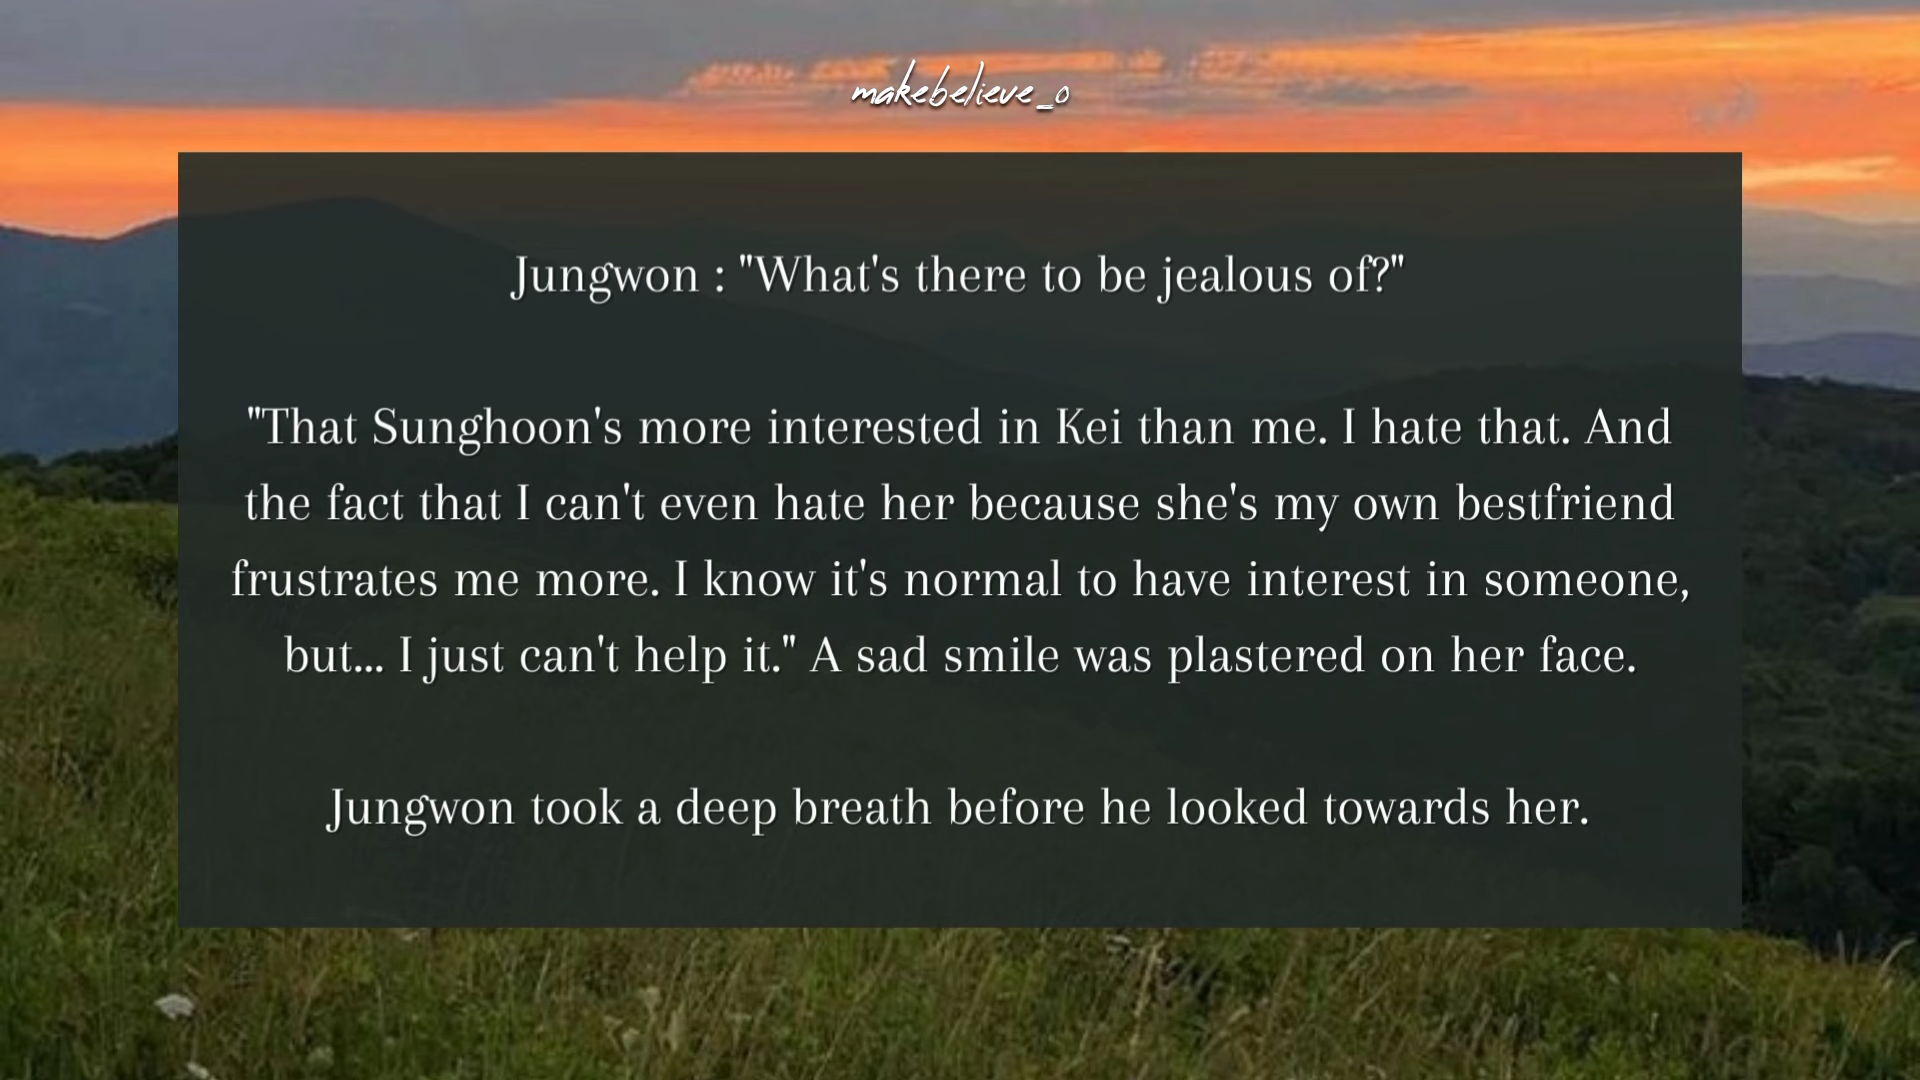 makebelieve_o
Jungwon : "What's there to be jealous of?"
"That Sunghoon's more interested in Kei than me. I hate that. And
the fact that I can't even hate her because she's my own bestfriend
frustrates me more. I know it's normal to have interest in someone,
but... I just can't help it." A sad smile was plastered on her face.
Jungwon took a deep breath before he looked towards her.